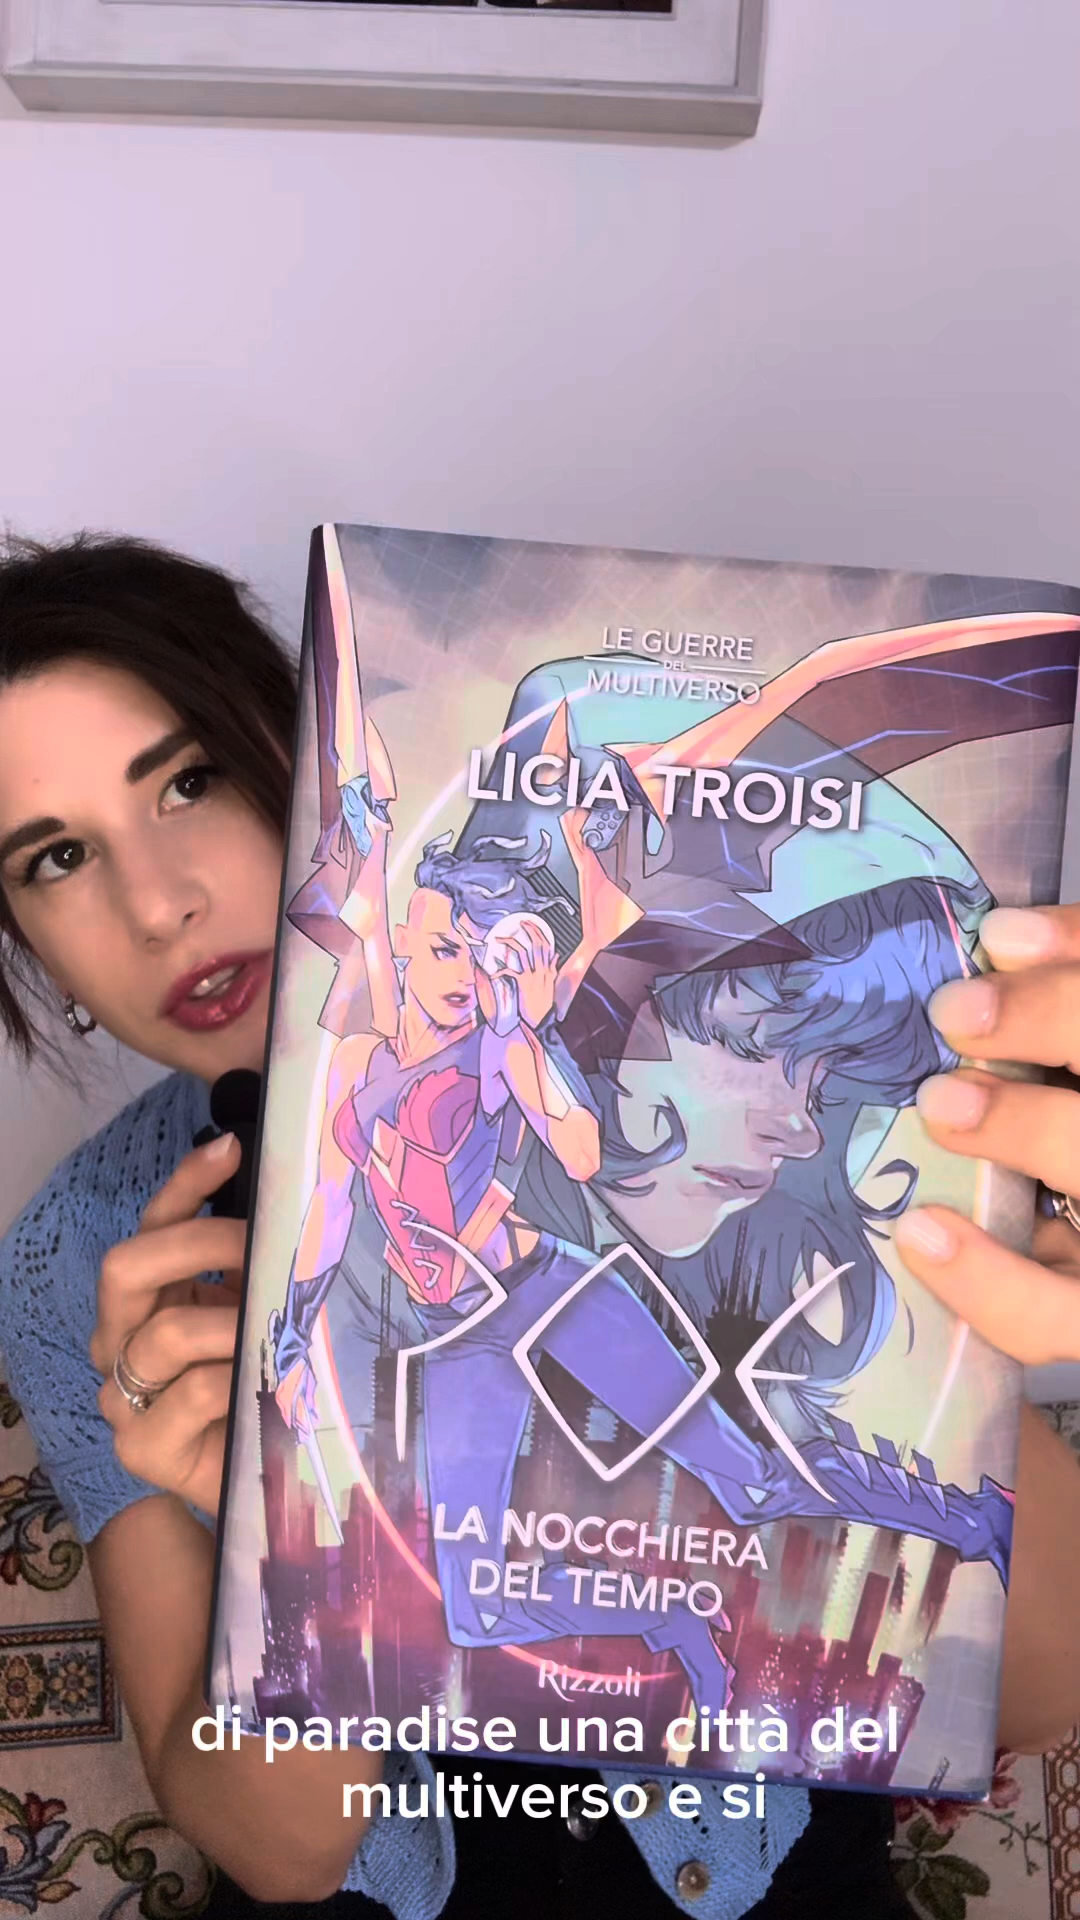 LE GUERRE
DEL
MULTIVERSO
LICIA TROISI
POE
LA NOCCHIERA
DEL TEMPO
Rizzoli
di paradise una città del
multiverso e si